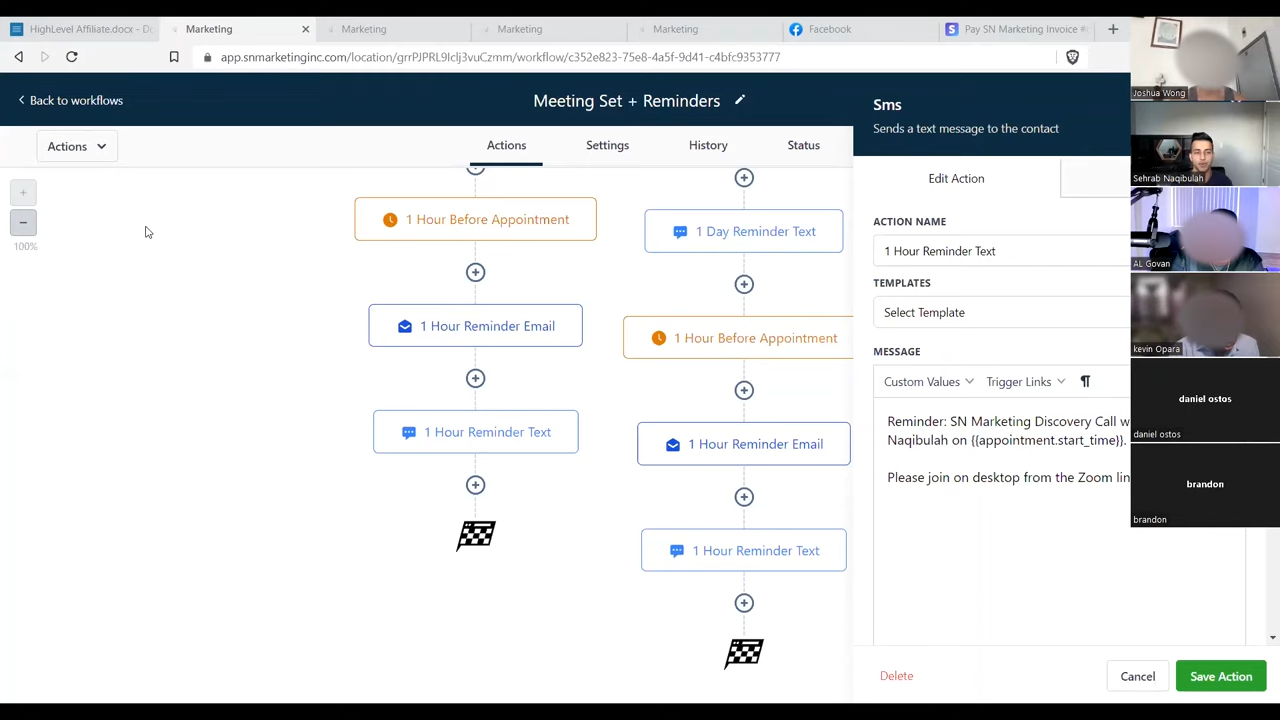 HighLevel Affiliate.docx - D
Marketing
Marketing
Marketing
Marketing
Facebook
Pay SN Marketing Invoice #
app.snmarketinginc.com/location/grrPJPRL9Iclj3vuCzmm/workflow/c352e823-75e8-4a5f-9d41-c4bfc9353777
Back to workflows
Meeting Set + Reminders
Actions
Actions
Settings
History
Status
100%
1 Hour Before Appointment
1 Hour Reminder Email
1 Hour Reminder Text
1 Day Reminder Text
1 Hour Before Appointment
1 Hour Reminder Email
1 Hour Reminder Text
Sms
Sends a text message to the contact
Edit Action
ACTION NAME
1 Hour Reminder Text
TEMPLATES
Select Template
MESSAGE
Custom Values
Trigger Links
Reminder: SN Marketing Discovery Call w
Naqibulah on {{appointment.start_time}}.
Please join on desktop from the Zoom lin
Delete
Cancel
Save Action
Joshua Wong
Sehrab Naqibulah
AL Govan
kevin Opara
daniel ostos
daniel ostos
brandon
brandon